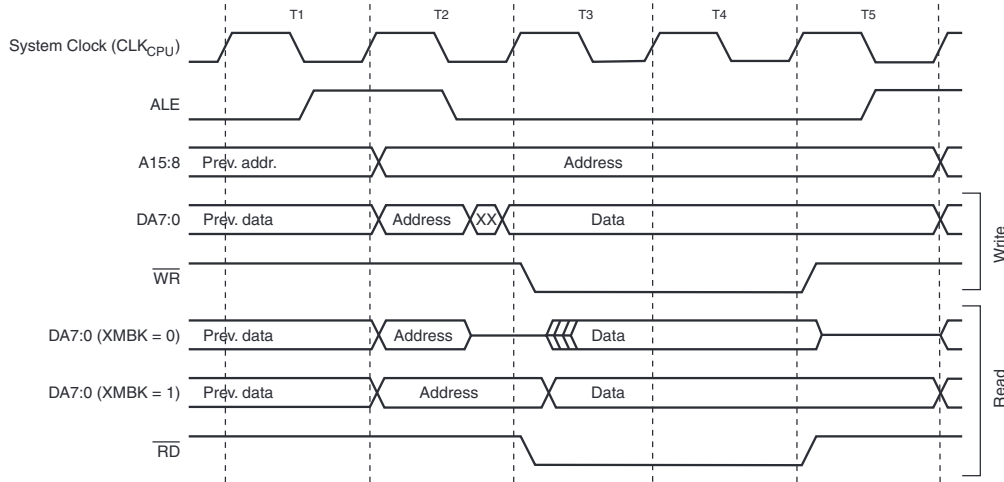 T1 T2 T3 T4 T5
System Clock (CLKCPU)
ALE
A15:8 Prev. addr. Address
DA7:0 Prev. data Address XX Data
WR
Write
DA7:0 (XMBK = 0) Prev. data Address Data
DA7:0 (XMBK = 1) Prev. data Address Data
RD
Read